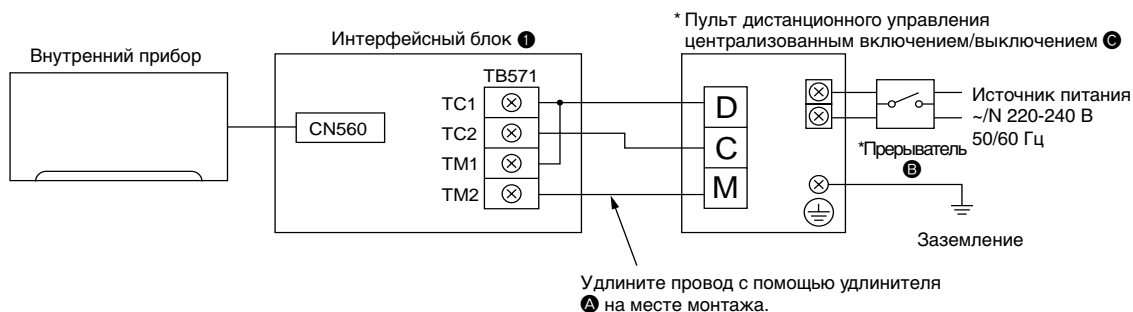 * Пульт дистанционного управления
централизованным включением/выключением C
Интерфейсный блок 1
Внутренний прибор
TB571
TC1
TC2
TM1
TM2
CN560
D
C
M
Источник питания
~/N 220-240 В
50/60 Гц
*Прерыватель
B
Заземление
Удлините провод с помощью удлинителя
A на месте монтажа.